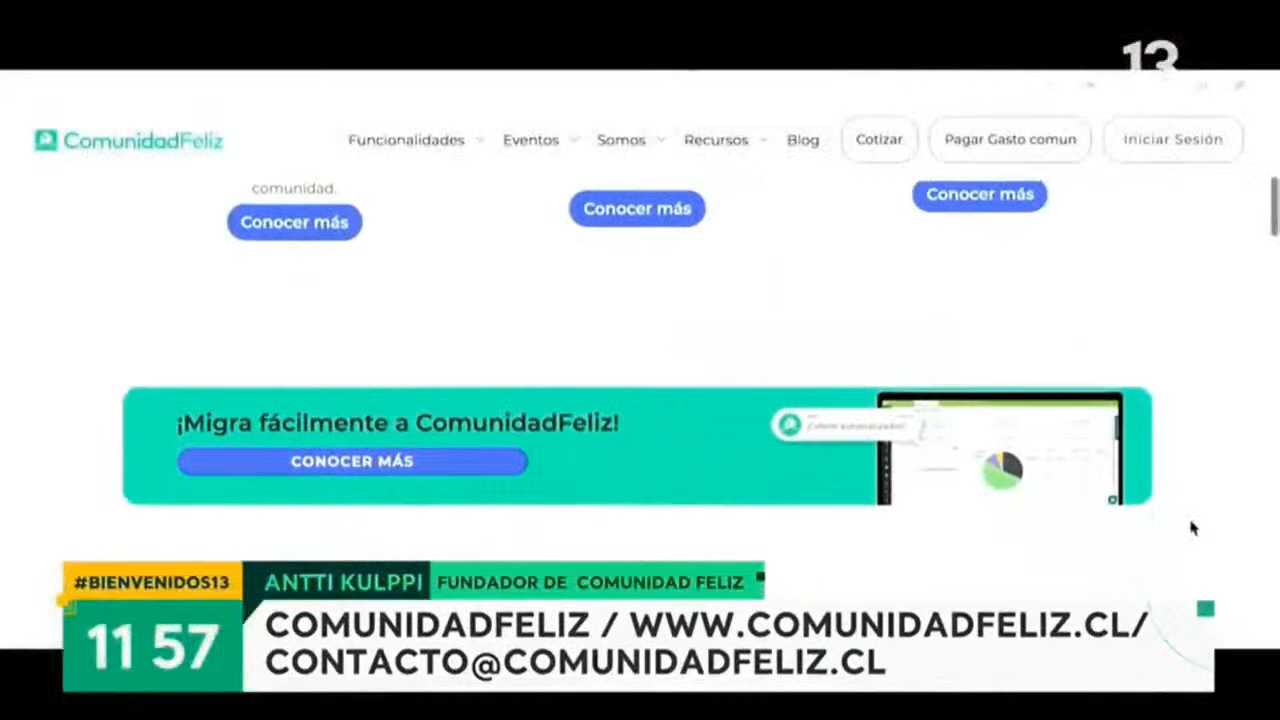 13
ComunidadFeliz
Funcionalidades Eventos Somos Recursos Blog Cotizar Pagar Gasto comun Iniciar Sesión
comunidad.
Conocer más Conocer más Conocer más
¡Migra fácilmente a ComunidadFeliz!
CONOCER MÁS
#BIENVENIDOS13 ANTTI KULPPI FUNDADOR DE COMUNIDAD FELIZ
11 57
COMUNIDADFELIZ / WWW.COMUNIDADFELIZ.CL/
CONTACTO@COMUNIDADFELIZ.CL